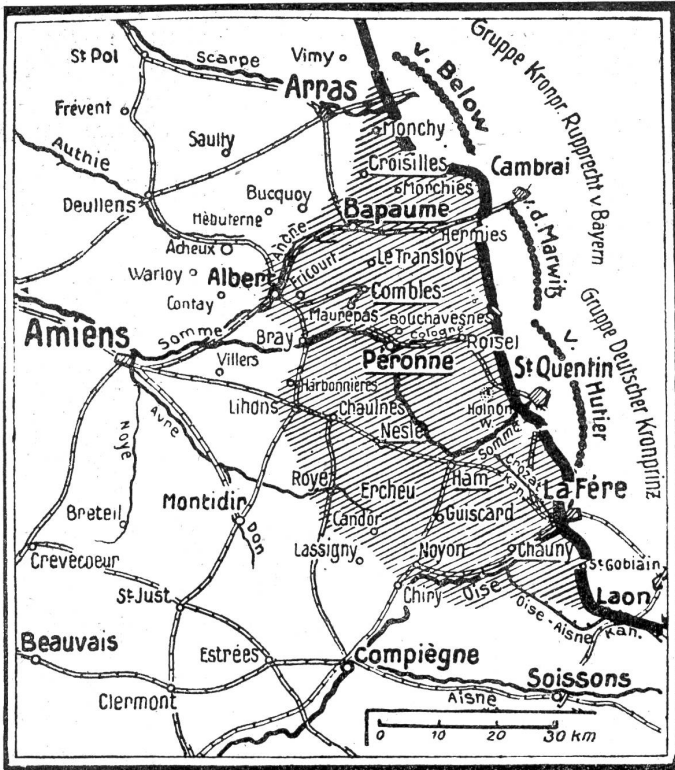 St Pol
Scarpe
Vimy
Arras
Gruppe Kronpr. Rupprecht v Bayern
v. Below
Frévent
Saulty
Monchy
Authie
Croisilles
Cambrai
Morchies
Deullens
Bucquoy
Hébuterne
Bapaume
Hermies
v. d. Marwitz
Acheux
Warloy
Albert
Fricourt
Le Transloy
Contay
Combles
Maurepas
Bouchavesnes
Cologne
Somme
Amiens
Bray
Péronne
Roisel
Gruppe Deutscher Kronprinz
v. Hutier
Villers
St Quentin
Harbonnières
Holnon
W.
Avre
Noye
Lihons
Chaulnes
Nesle
Somme
Crozat
Kan.
Roye
Ercheu
Ham
La Fére
Montidir
Breteil
Don
Candor
Guiscard
Crevecoeur
Lassigny
Noyon
Chauny
St Gobiain
Chiry
Oise
Oise-Aisne
Kan.
Laon
St Just
Beauvais
Estrées
Compiègne
Soissons
Clermont
Aisne
0 10 20 30 km